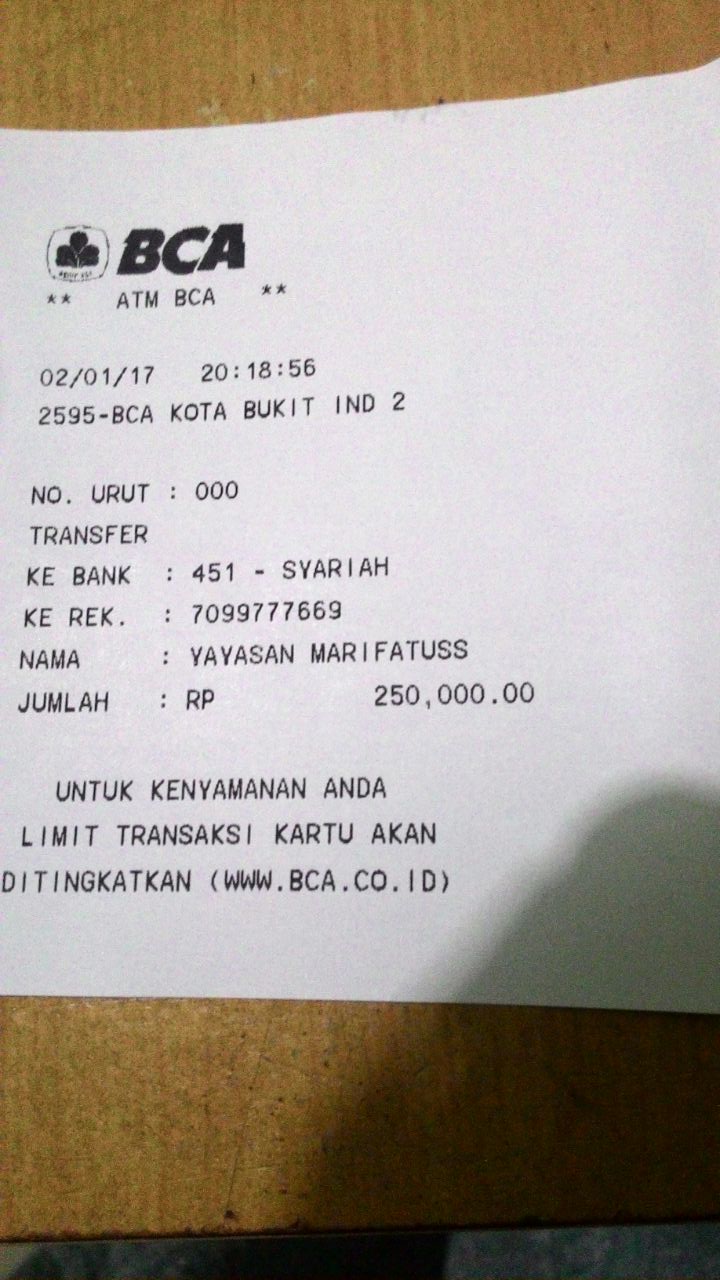 BCA
** ATM BCA **
02/01/17 20:18:56
2595-BCA KOTA BUKIT IND 2
NO. URUT : 000
TRANSFER
KE BANK : 451 - SYARIAH
KE REK. : 7099777669
NAMA : YAYASAN MARIFATUSS
JUMLAH : RP 250,000.00
UNTUK KENYAMANAN ANDA
LIMIT TRANSAKSI KARTU AKAN
DITINGKATKAN (WWW.BCA.CO.ID)